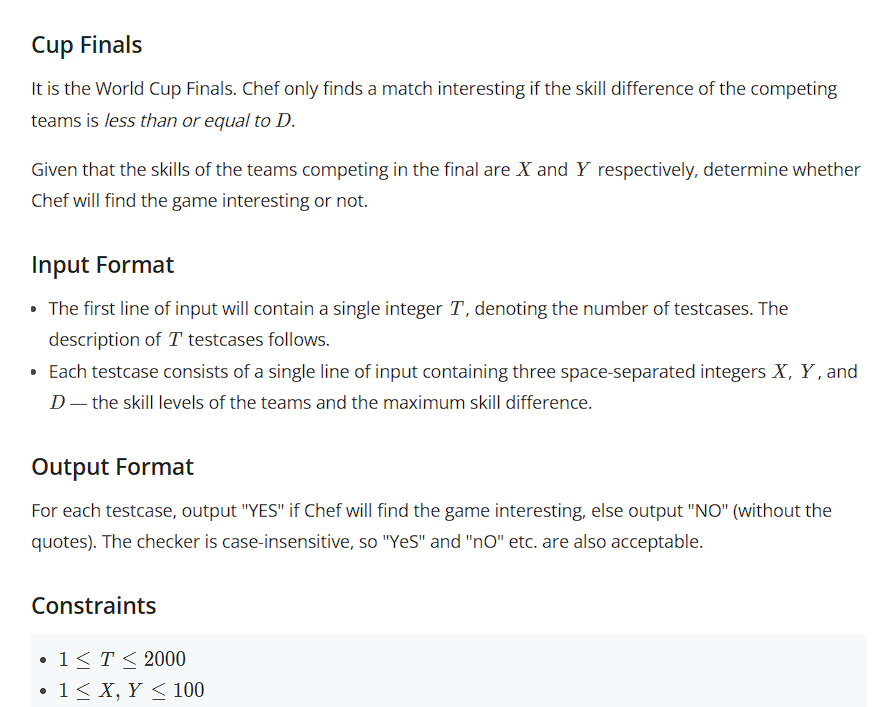 Cup Finals
It is the World Cup Finals. Chef only finds a match interesting if the skill difference of the competing
teams is less than or equal to D.
Given that the skills of the teams competing in the final are X and Y respectively, determine whether
Chef will find the game interesting or not.
Input Format
• The first line of input will contain a single integer T, denoting the number of testcases. The
description of T testcases follows.
• Each testcase consists of a single line of input containing three space-separated integers X, Y, and
D — the skill levels of the teams and the maximum skill difference.
Output Format
For each testcase, output "YES" if Chef will find the game interesting, else output "NO" (without the
quotes). The checker is case-insensitive, so "YeS" and "nO" etc. are also acceptable.
Constraints
• 1 ≤ T ≤ 2000
• 1 ≤ X, Y ≤ 100